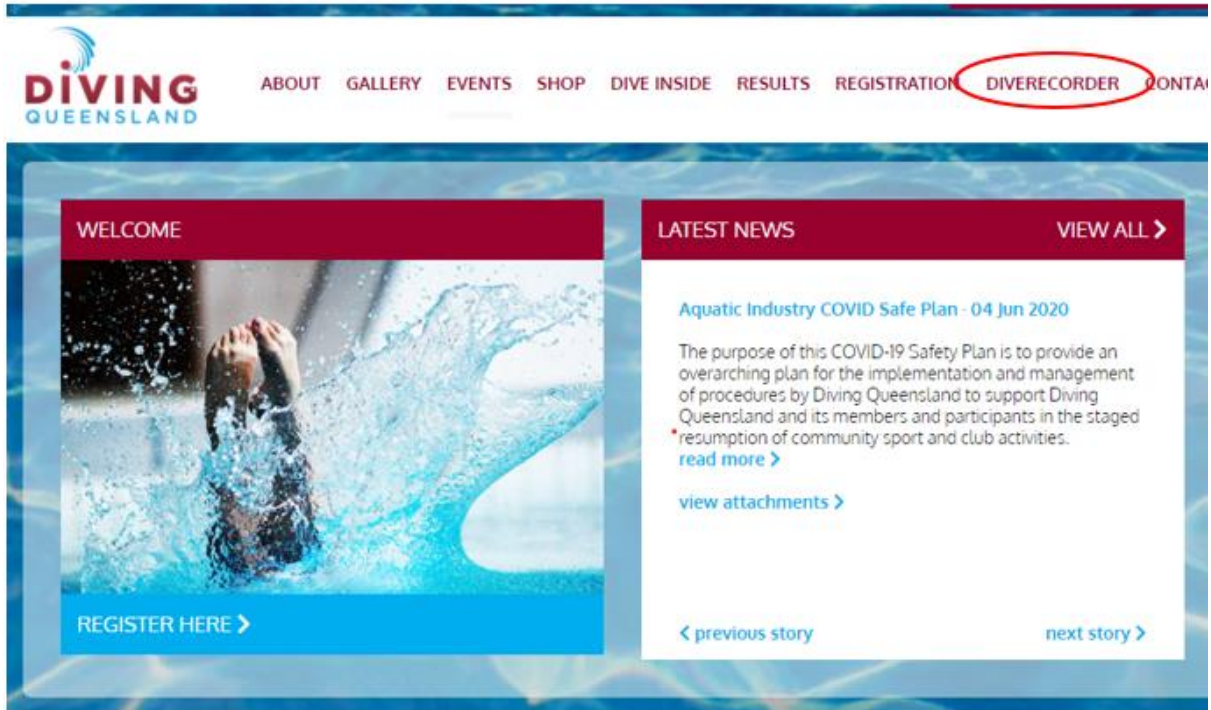 DiVING
QUEENSLAND
ABOUT GALLERY EVENTS SHOP DIVE INSIDE RESULTS REGISTRATION DIVERECORDER CONTAC
WELCOME
REGISTER HERE
LATEST NEWS VIEW ALL
Aquatic Industry COVID Safe Plan - 04 Jun 2020
The purpose of this COVID-19 Safety Plan is to provide an
overarching plan for the implementation and management
of procedures by Diving Queensland to support Diving
Queensland and its members and participants in the staged
resumption of community sport and club activities.
read more
view attachments
previous story next story